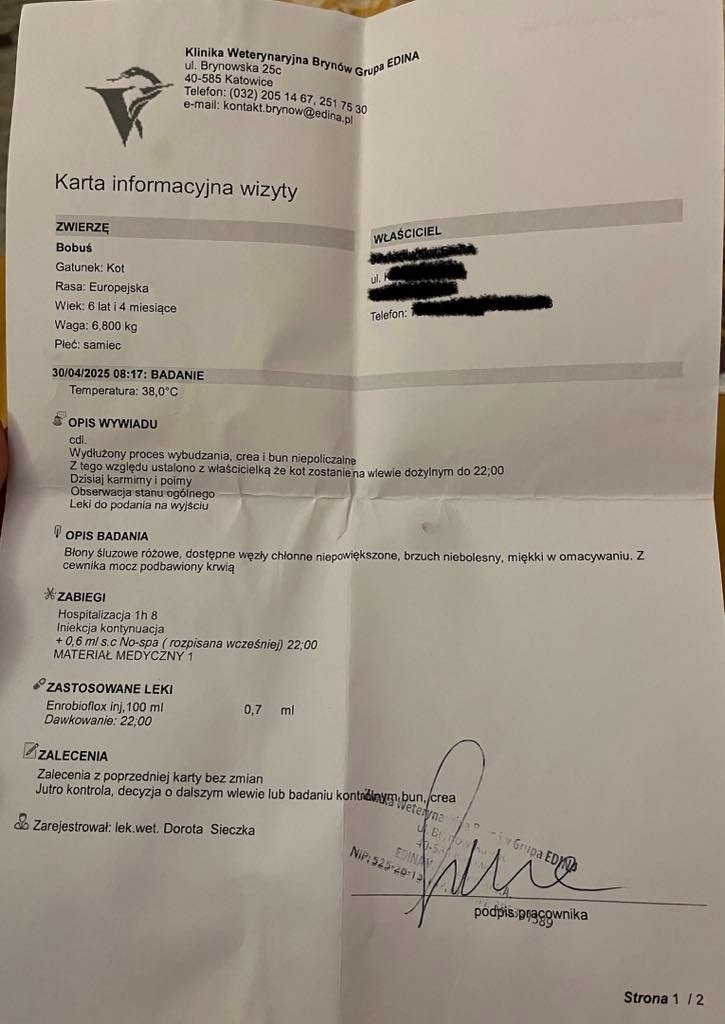 Klinika Weterynaryjna Brynów Grupa EDINA
ul. Brynowska 25c
40-585 Katowice
Telefon: (032) 205 14 67, 251 75 30
e-mail: kontakt.brynow@edina.pl
Karta informacyjna wizyty
ZWIERZĘ
Bobuś
Gatunek: Kot
Rasa: Europejska
Wiek: 6 lat i 4 miesiące
Waga: 6,800 kg
Płeć: samiec
WŁAŚCICIEL
ul.
Telefon:
30/04/2025 08:17: BADANIE
Temperatura: 38,0°C
OPIS WYWIADU
cdl.
Wydłużony proces wybudzania, crea i bun niepoliczalne
Z tego względu ustalono z właścicielką że kot zostanie na wlewie dożylnym do 22:00
Dzisiaj karmimy i poimy
Obserwacja stanu ogólnego
Leki do podania na wyjściu
OPIS BADANIA
Błony śluzowe różowe, dostępne węzły chłonne niepowiększone, brzuch niebolesny, miękki w omacywaniu. Z
cewnika mocz podbawiony krwią
ZABIEGI
Hospitalizacja 1h 8
Iniekcja kontynuacja
+ 0,6 ml s.c No-spa ( rozpisana wcześniej) 22:00
MATERIAŁ MEDYCZNY 1
ZASTOSOWANE LEKI
Enrobioflox inj,100 ml 0,7 ml
Dawkowanie: 22:00
ZALECENIA
Zalecenia z poprzedniej karty bez zmian
Jutro kontrola, decyzja o dalszym wlewie lub badaniu kontrolnym bun, crea
Zarejestrował: lek.wet. Dorota Sieczka
Grupa EDINA
podpis pracownika
Strona 1 / 2